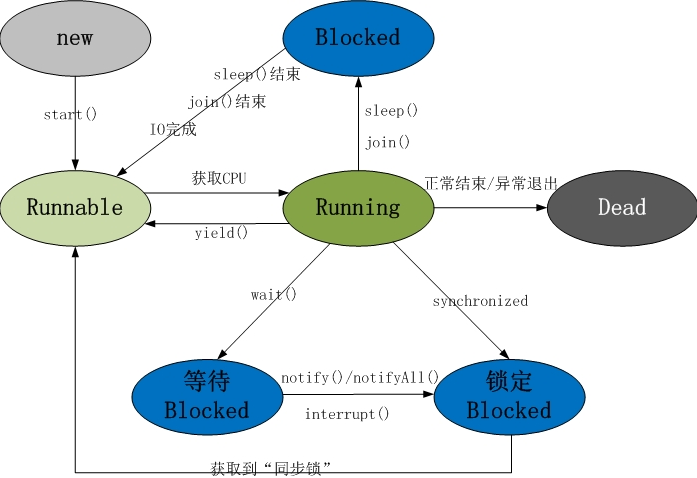 new
Blocked
sleep()结束
start()
join()结束
IO完成
sleep()
join()
获取CPU
正常结束/异常退出
Runnable
Running
Dead
yield()
wait()
synchronized
等待
Blocked
notify()/notifyAll()
interrupt()
锁定
Blocked
获取到“同步锁”